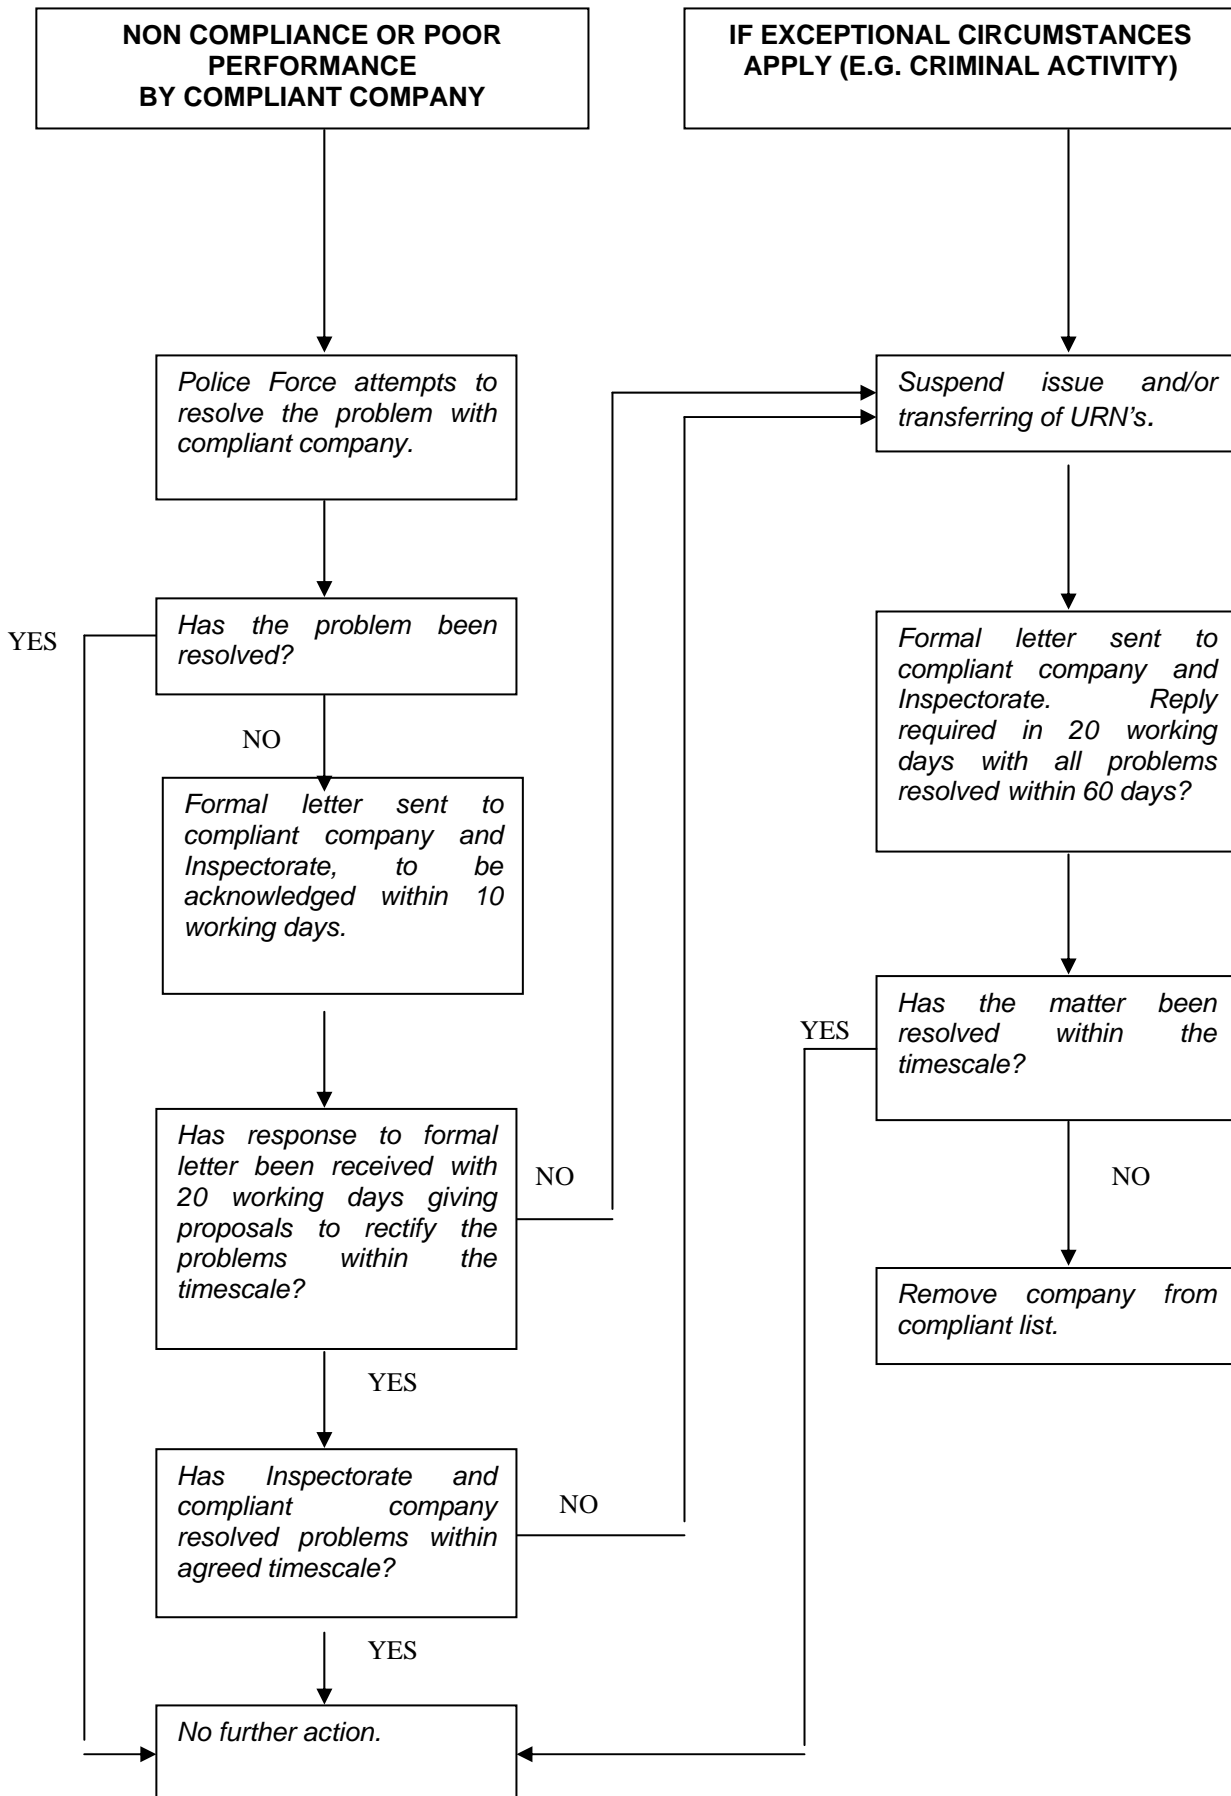 NON COMPLIANCE OR POOR
PERFORMANCE
BY COMPLIANT COMPANY
IF EXCEPTIONAL CIRCUMSTANCES
APPLY (E.G. CRIMINAL ACTIVITY)
Police Force attempts to
resolve the problem with
compliant company.
Has the problem been
resolved?
YES
NO
Formal letter sent to
compliant company and
Inspectorate, to be
acknowledged within 10
working days.
Has response to formal
letter been received with
20 working days giving
proposals to rectify the
problems within the
timescale?
NO
YES
Has Inspectorate and
compliant company
resolved problems within
agreed timescale?
NO
YES
No further action.
Suspend issue and/or
transferring of URN's.
Formal letter sent to
compliant company and
Inspectorate. Reply
required in 20 working
days with all problems
resolved within 60 days?
Has the matter been
resolved within the
timescale?
YES
NO
Remove company from
compliant list.